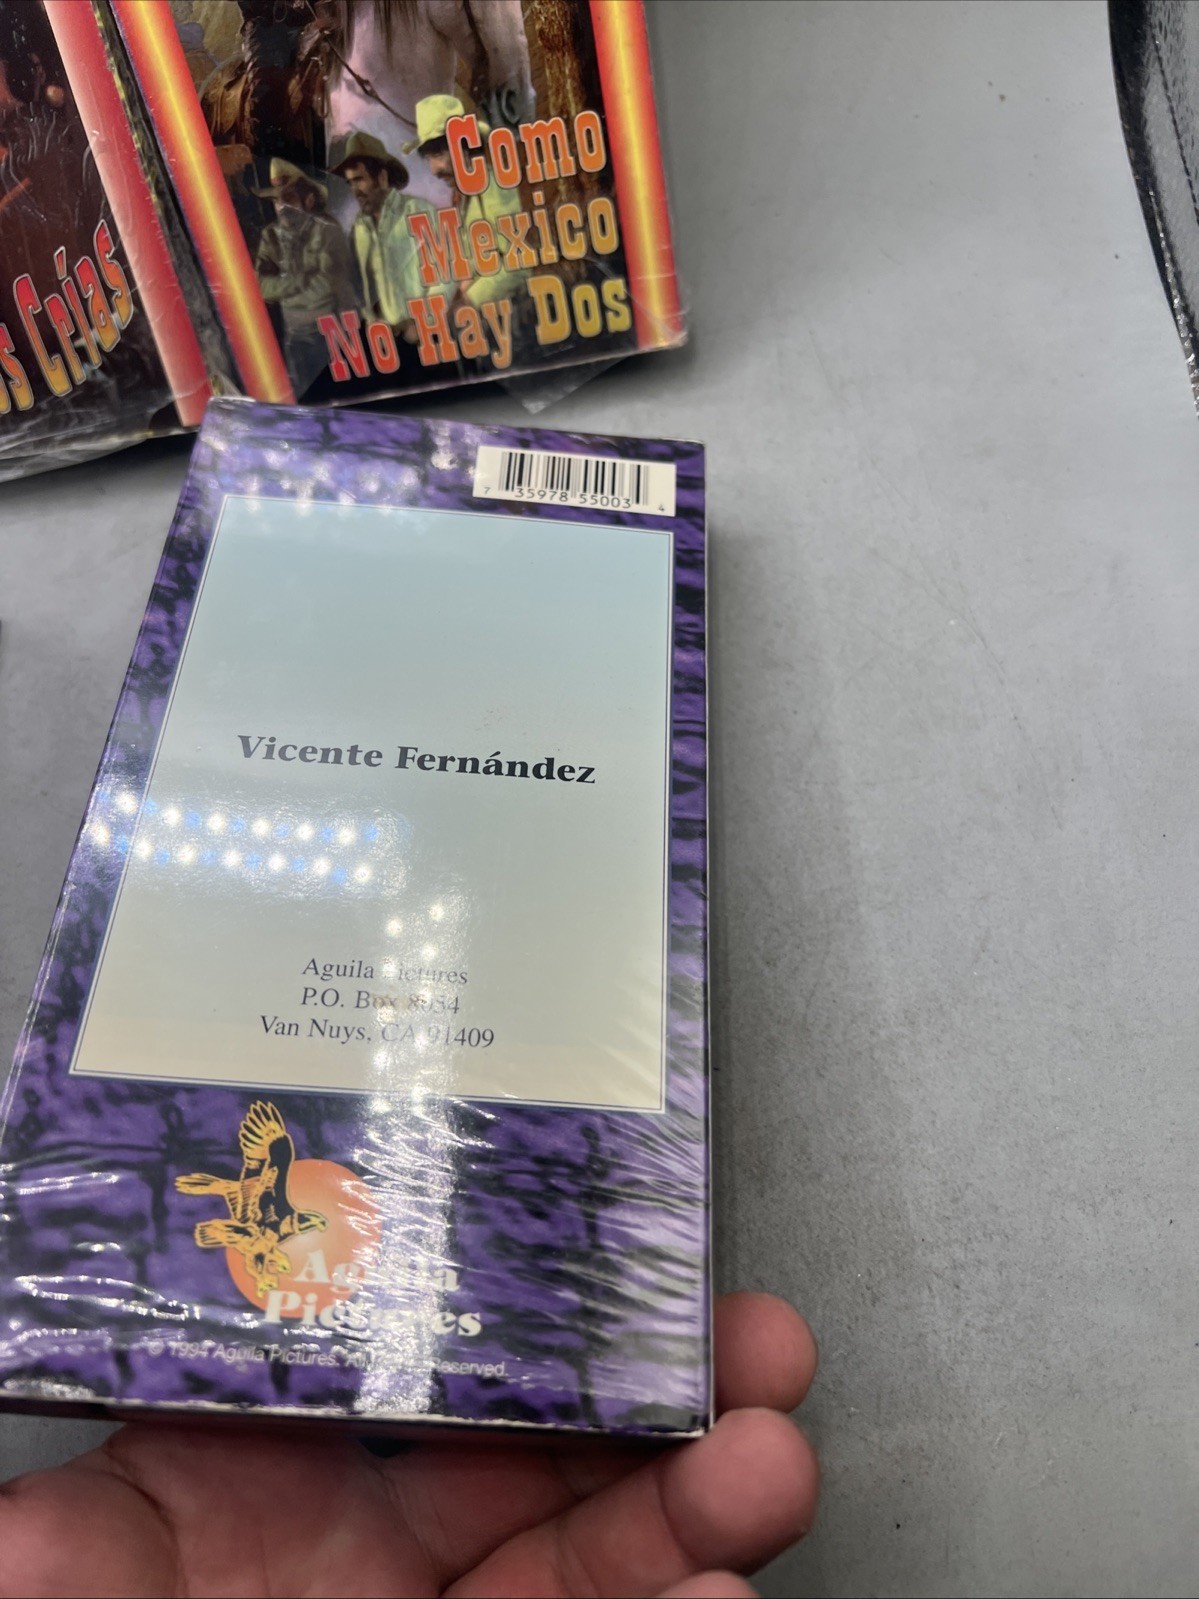 Como
Mexico
No Hay Dos
s Crías
7 35978 55003 4
Vicente Fernández
Aguila Pictures
P.O. Box 8054
Van Nuys, CA 91409
Aguila
Pictures
© 1994 Aguila Pictures. All Rights Reserved.